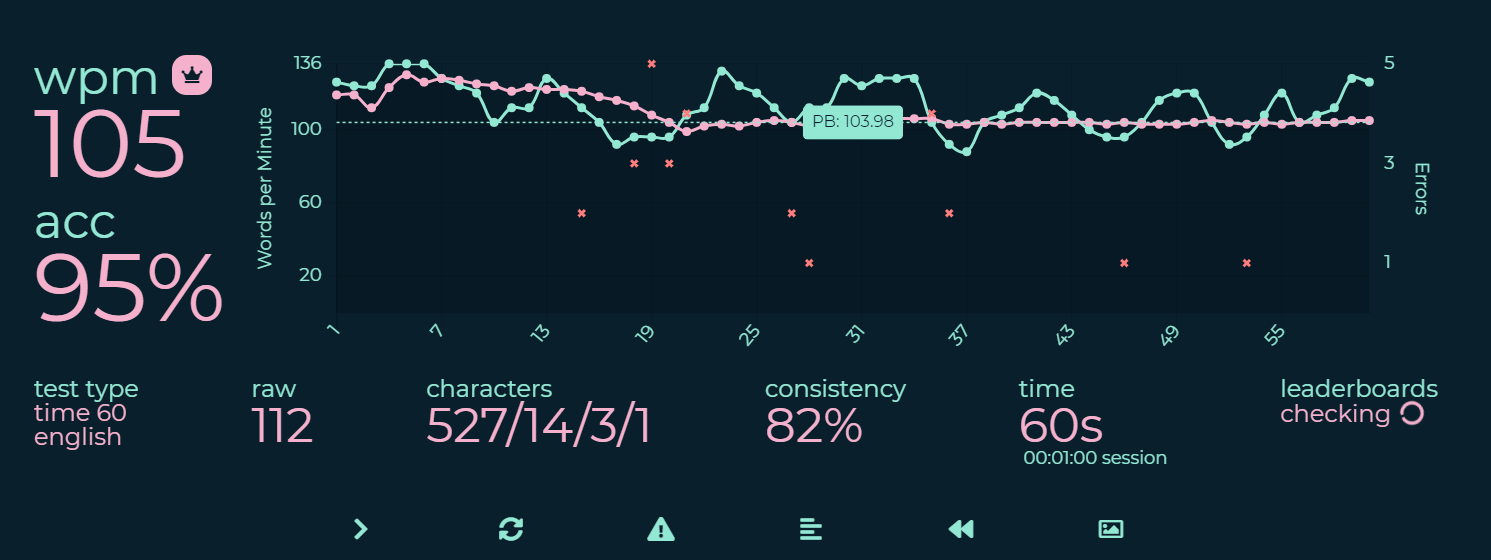 wpm
105
acc
95%
Words per Minute
136
100
60
20
PB: 103.98
5
3
1
Errors
1
7
13
19
25
31
37
43
49
55
test type
time 60
english
raw
112
characters
527/14/3/1
consistency
82%
time
60s
00:01:00 session
leaderboards
checking